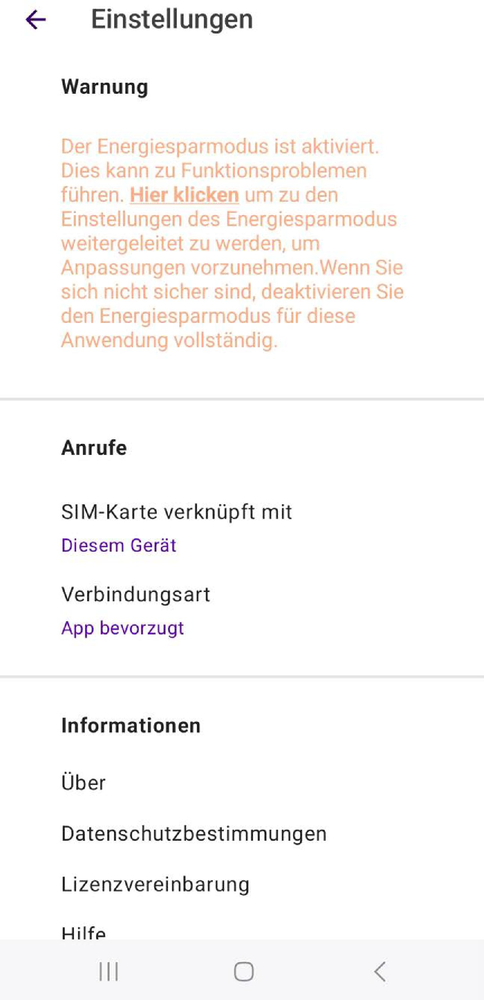 Einstellungen
Warnung
Der Energiesparmodus ist aktiviert.
Dies kann zu Funktionsproblemen
führen. Hier klicken um zu den
Einstellungen des Energiesparmodus
weitergeleitet zu werden, um
Anpassungen vorzunehmen.Wenn Sie
sich nicht sicher sind, deaktivieren Sie
den Energiesparmodus für diese
Anwendung vollständig.
Anrufe
SIM-Karte verknüpft mit
Diesem Gerät
Verbindungsart
App bevorzugt
Informationen
Über
Datenschutzbestimmungen
Lizenzvereinbarung
Hilfe